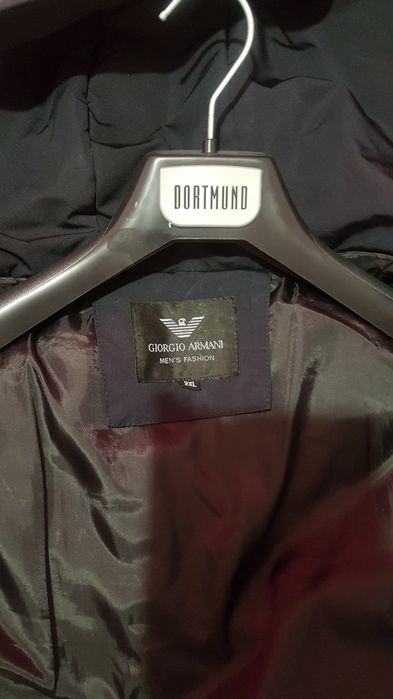 DORTMUND
GIORGIO ARMANI
MEN'S FASHION
2XL